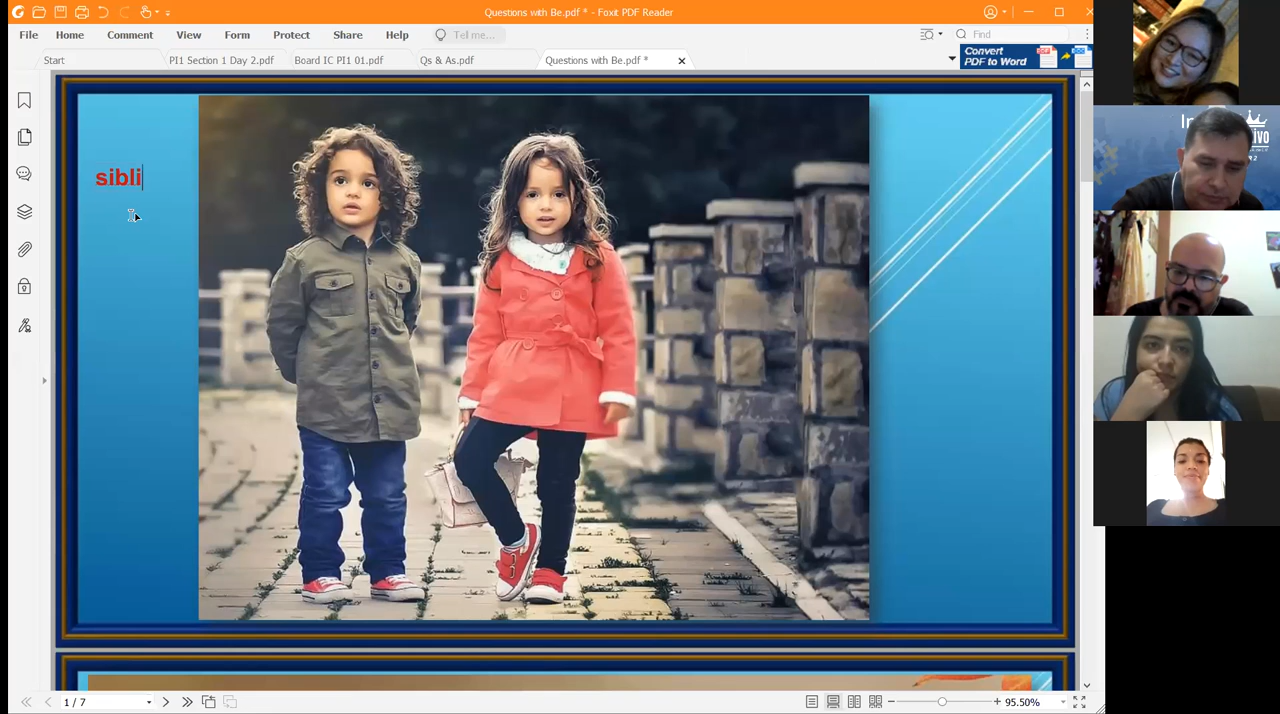 Questions with Be.pdf * - Foxit PDF Reader
File Home Comment View Form Protect Share Help Tell me... Find
Start PI1 Section 1 Day 2.pdf Board IC PI1 01.pdf Qs & As.pdf Questions with Be.pdf *
Convert
PDF to Word
sibli
1 / 7
95.50%